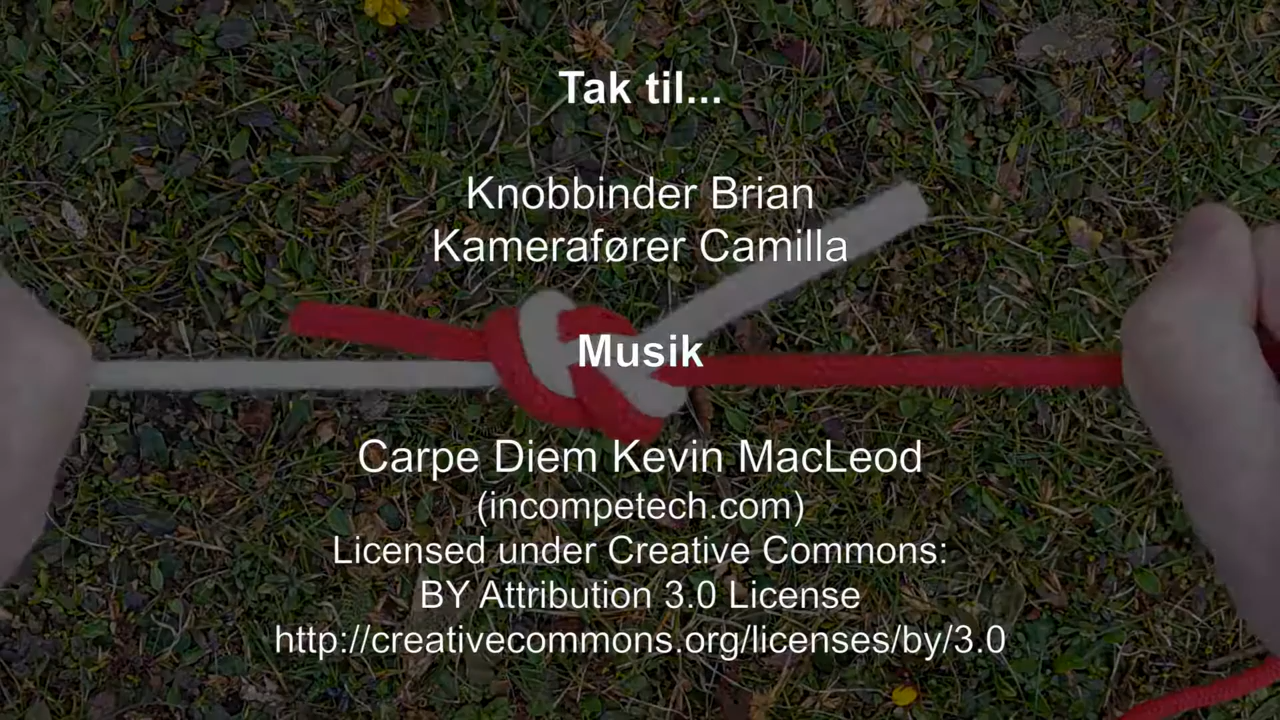 Tak til...
Knobbinder Brian
Kamerafører Camilla
Musik
Carpe Diem Kevin MacLeod
(incompetech.com)
Licensed under Creative Commons:
BY Attribution 3.0 License
http://creativecommons.org/licenses/by/3.0